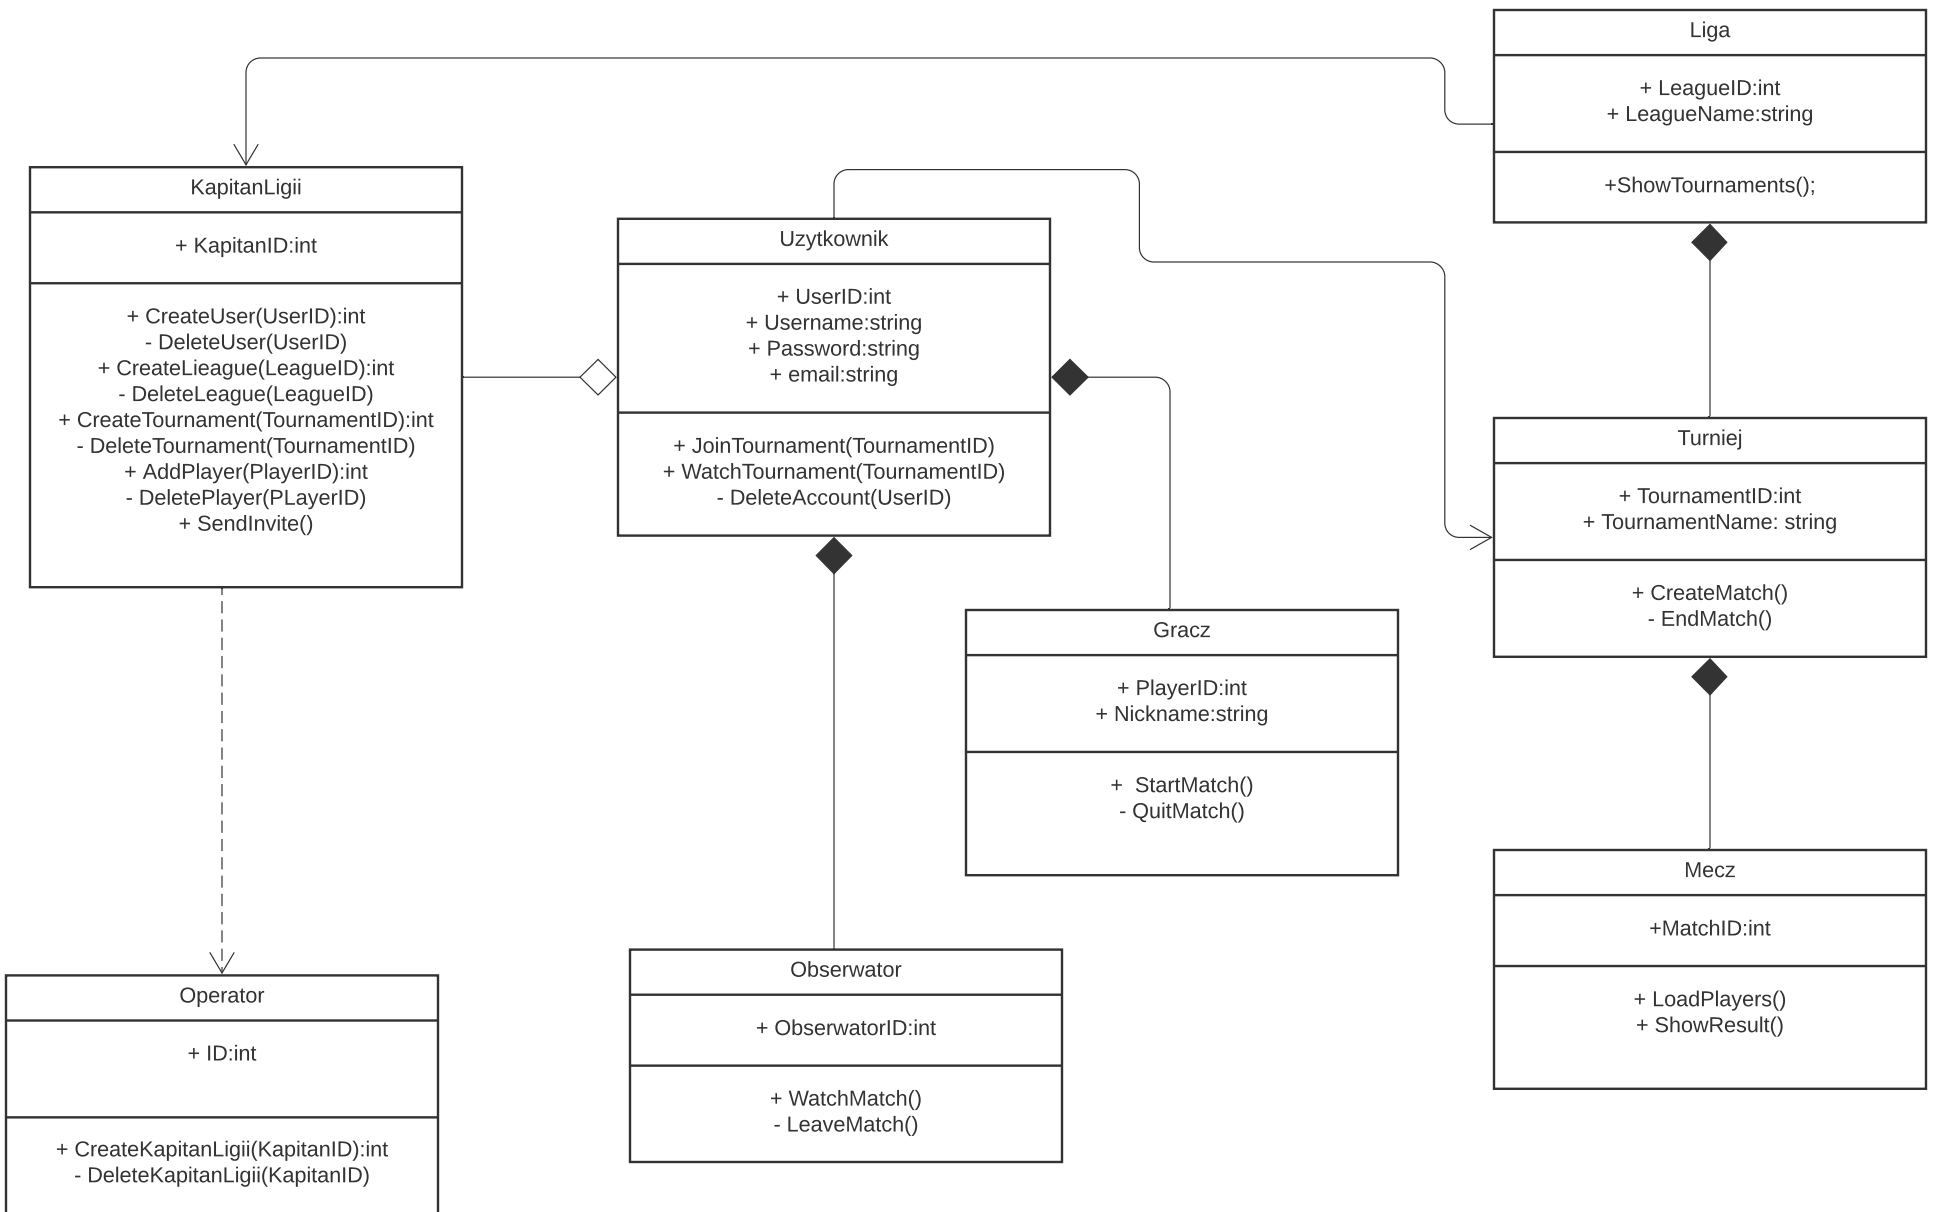 Liga
+ LeagueID:int
+ LeagueName:string
+ShowTournaments();
KapitanLigii
+ KapitanID:int
+ CreateUser(UserID):int
- DeleteUser(UserID)
+ CreateLieague(LeagueID):int
- DeleteLeague(LeagueID)
+ CreateTournament(TournamentID):int
- DeleteTournament(TournamentID)
+ AddPlayer(PlayerID):int
- DeletePlayer(PLayerID)
+ SendInvite()
Uzytkownik
+ UserID:int
+ Username:string
+ Password:string
+ email:string
+ JoinTournament(TournamentID)
+ WatchTournament(TournamentID)
- DeleteAccount(UserID)
Turniej
+ TournamentID:int
+ TournamentName: string
+ CreateMatch()
- EndMatch()
Gracz
+ PlayerID:int
+ Nickname:string
+  StartMatch()
- QuitMatch()
Mecz
+MatchID:int
+ LoadPlayers()
+ ShowResult()
Obserwator
+ ObserwatorID:int
+ WatchMatch()
- LeaveMatch()
Operator
+ ID:int
+ CreateKapitanLigii(KapitanID):int
- DeleteKapitanLigii(KapitanID)